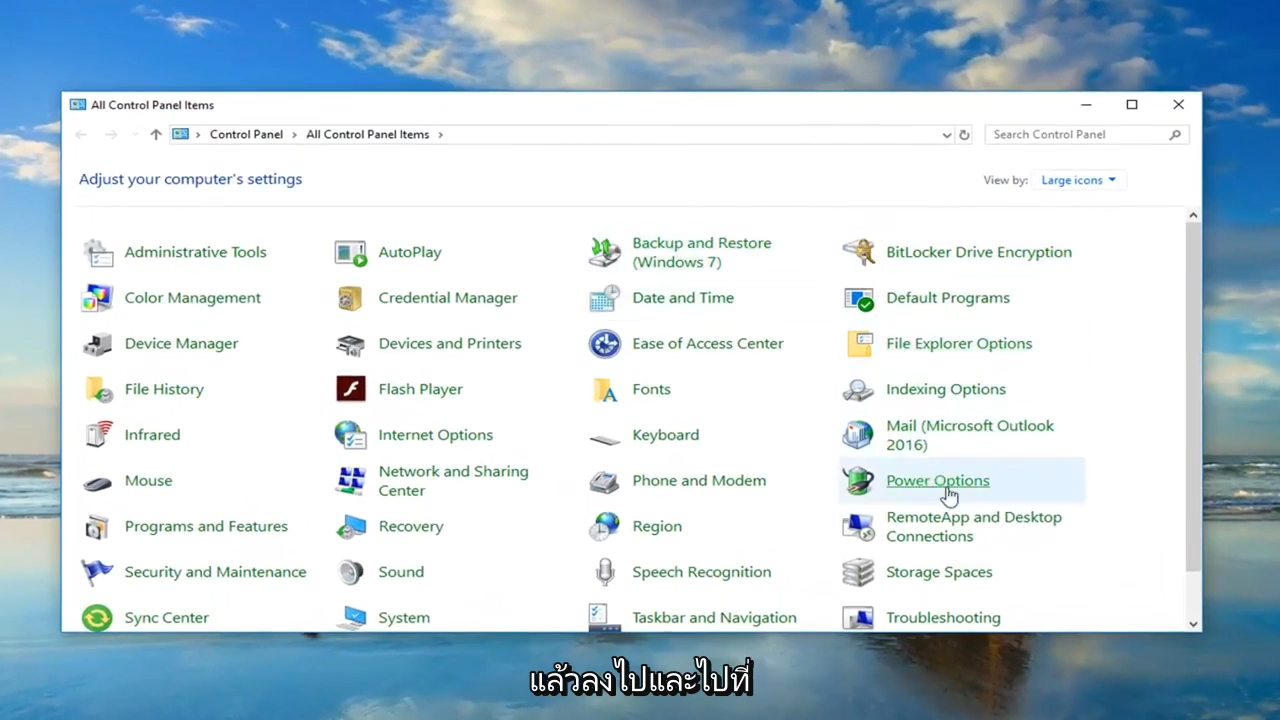 All Control Panel Items
Control Panel
All Control Panel Items
Search Control Panel
Adjust your computer's settings
View by:
Large icons
Administrative Tools
AutoPlay
Backup and Restore
(Windows 7)
BitLocker Drive Encryption
Color Management
Credential Manager
Date and Time
Default Programs
Device Manager
Devices and Printers
Ease of Access Center
File Explorer Options
File History
Flash Player
Fonts
Indexing Options
Infrared
Internet Options
Keyboard
Mail (Microsoft Outlook
2016)
Mouse
Network and Sharing
Center
Phone and Modem
Power Options
Programs and Features
Recovery
Region
RemoteApp and Desktop
Connections
Security and Maintenance
Sound
Speech Recognition
Storage Spaces
Sync Center
System
Taskbar and Navigation
Troubleshooting
แล้วลงไปและไปที่